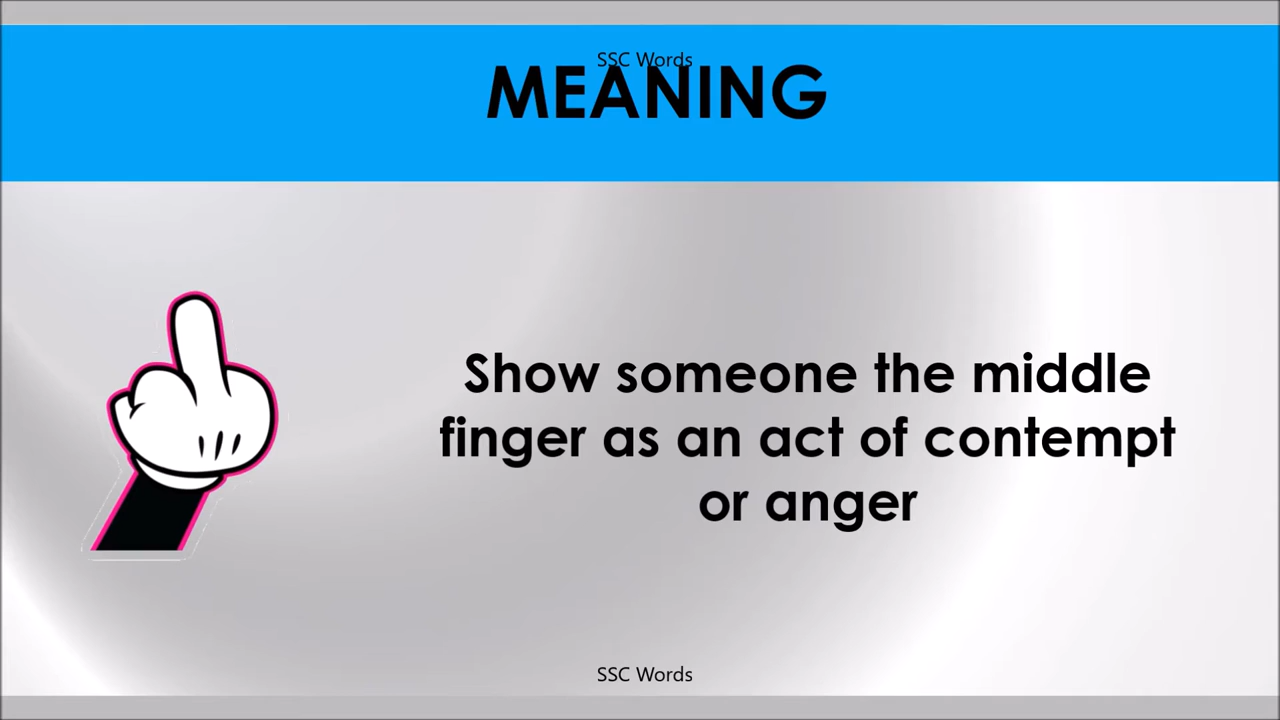 SSC Words
MEANING
Show someone the middle
finger as an act of contempt
or anger
SSC Words